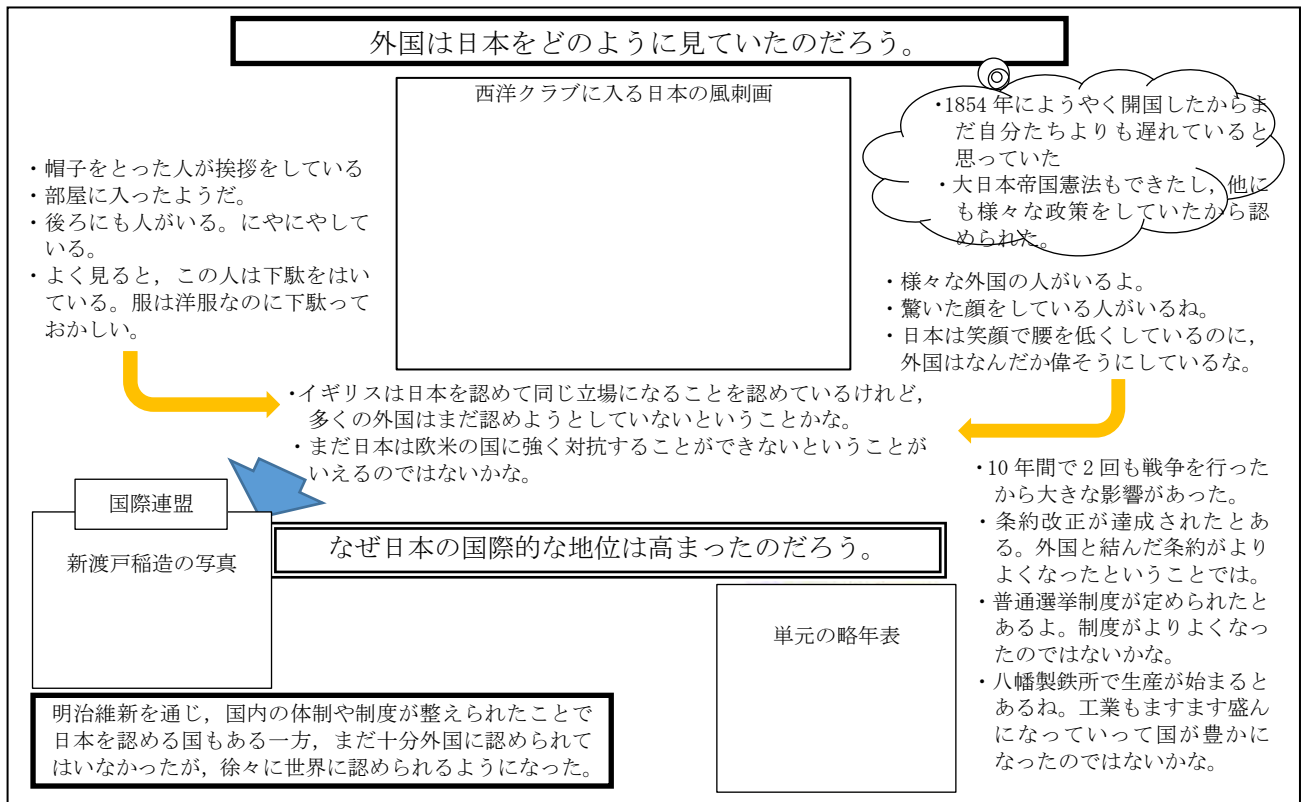 外国は日本をどのように見ていたのだろう。
西洋クラブに入る日本の風刺画
・1854 年にようやく開国したからま
だ自分たちよりも遅れていると
思っていた
・大日本帝国憲法もできたし，他に
も様々な政策をしていたから認
められた。
・帽子をとった人が挨拶をしている
・部屋に入ったようだ。
・後ろにも人がいる。にやにやして
いる。
・よく見ると，この人は下駄をはい
ている。服は洋服なのに下駄って
おかしい。
・様々な外国の人がいるよ。
・驚いた顔をしている人がいるね。
・日本は笑顔で腰を低くしているのに，
外国はなんだか偉そうにしているな。
・イギリスは日本を認めて同じ立場になることを認めているけれど，
多くの外国はまだ認めようとしていないということかな。
・まだ日本は欧米の国に強く対抗することができないということが
いえるのではないかな。
国際連盟
新渡戸稲造の写真
なぜ日本の国際的な地位は高まったのだろう。
単元の略年表
・10 年間で 2 回も戦争を行った
から大きな影響があった。
・条約改正が達成されたとあ
る。外国と結んだ条約がより
よくなったということでは。
・普通選挙制度が定められたと
あるよ。制度がよりよくなっ
たのではないかな。
・八幡製鉄所で生産が始まると
あるね。工業もますます盛ん
になっていって国が豊かに
なったのではないかな。
明治維新を通じ，国内の体制や制度が整えられたことで
日本を認める国もある一方，まだ十分外国に認められて
はいなかったが，徐々に世界に認められるようになった。